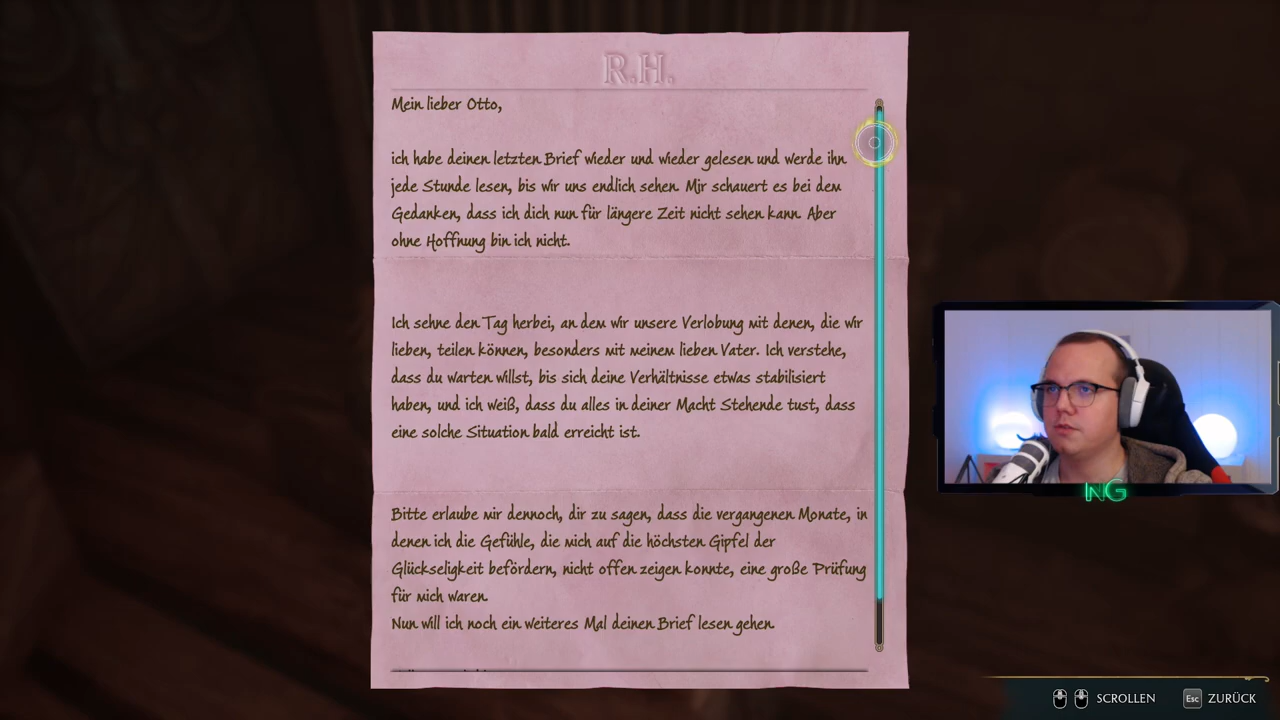 R.H.
Mein lieber Otto,
ich habe deinen letzten Brief wieder und wieder gelesen und werde ihn
jede Stunde lesen, bis wir uns endlich sehen. Mir schauert es bei dem
Gedanken, dass ich dich nun für längere Zeit nicht sehen kann. Aber
ohne Hoffnung bin ich nicht.
Ich sehne den Tag herbei, an dem wir unsere Verlobung mit denen, die wir
lieben, teilen können, besonders mit meinem lieben Vater. Ich verstehe,
dass du warten willst, bis sich deine Verhältnisse etwas stabilisiert
haben, und ich weiß, dass du alles in deiner Macht Stehende tust, dass
eine solche Situation bald erreicht ist.
Bitte erlaube mir dennoch, dir zu sagen, dass die vergangenen Monate, in
denen ich die Gefühle, die mich auf die höchsten Gipfel der
Glückseligkeit befördern, nicht offen zeigen konnte, eine große Prüfung
für mich waren.
Nun will ich noch ein weiteres Mal deinen Brief lesen gehen.
NG
SCROLLEN
Esc ZURÜCK